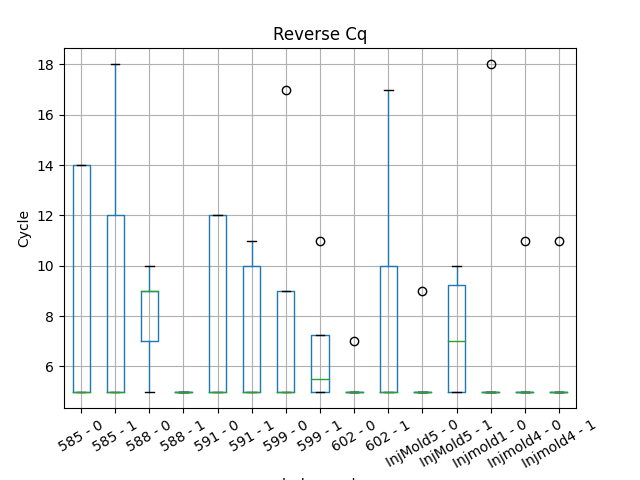 Reverse Cq
Cycle
18
16
14
12
10
8
6
585 - 0
585 - 1
588 - 0
588 - 1
591 - 0
591 - 1
599 - 0
599 - 1
602 - 0
602 - 1
InjMold5 - 0
InjMold5 - 1
Injmold1 - 0
Injmold4 - 0
Injmold4 - 1